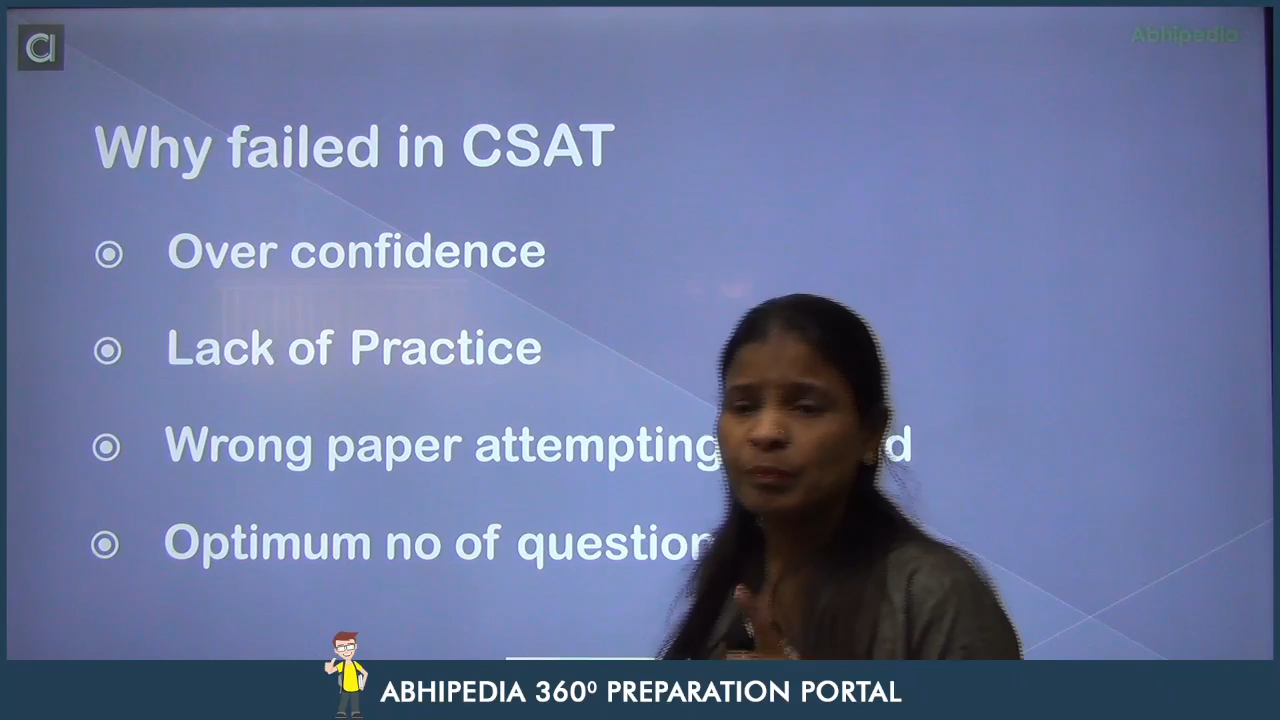 Abhipedia
Why failed in CSAT
Over confidence
Lack of Practice
Wrong paper attempting
Optimum no of question
ABHIPEDIA 360⁰ PREPARATION PORTAL